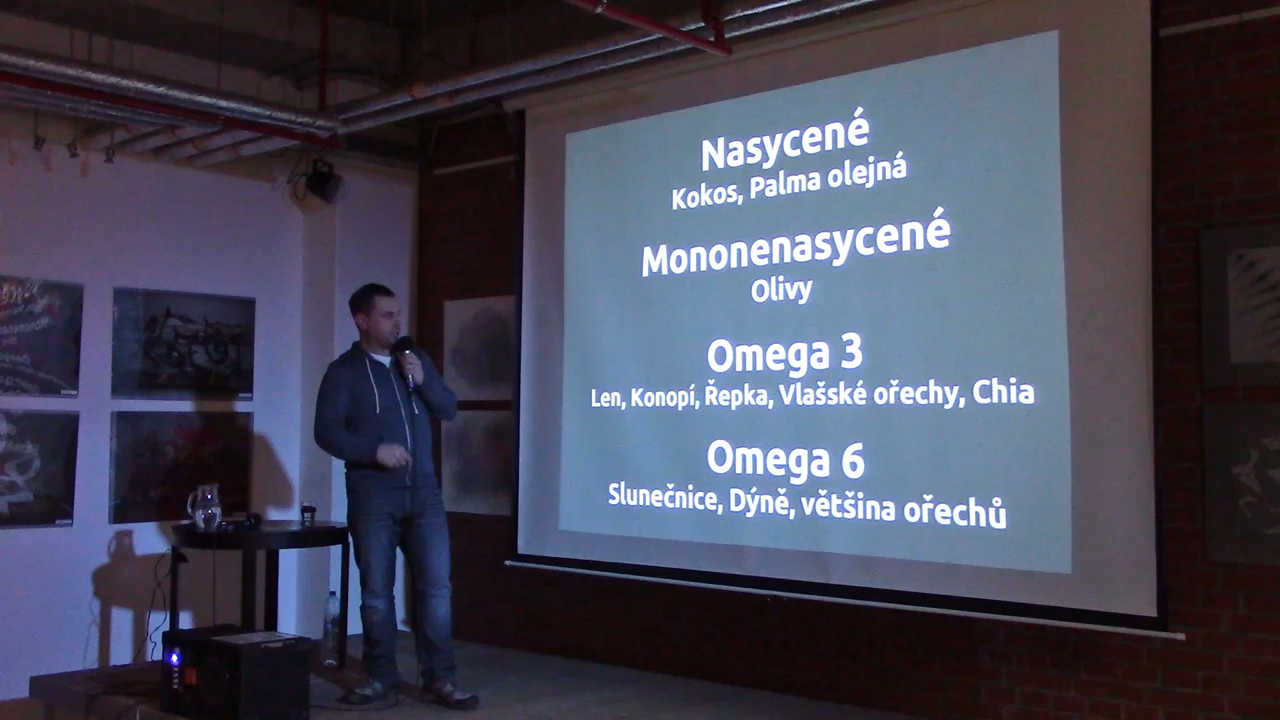 Nasycené
Kokos, Palma olejná
Mononenasycené
Olivy
Omega 3
Len, Konopí, Řepka, Vlašské ořechy, Chia
Omega 6
Slunečnice, Dýně, většina ořechů